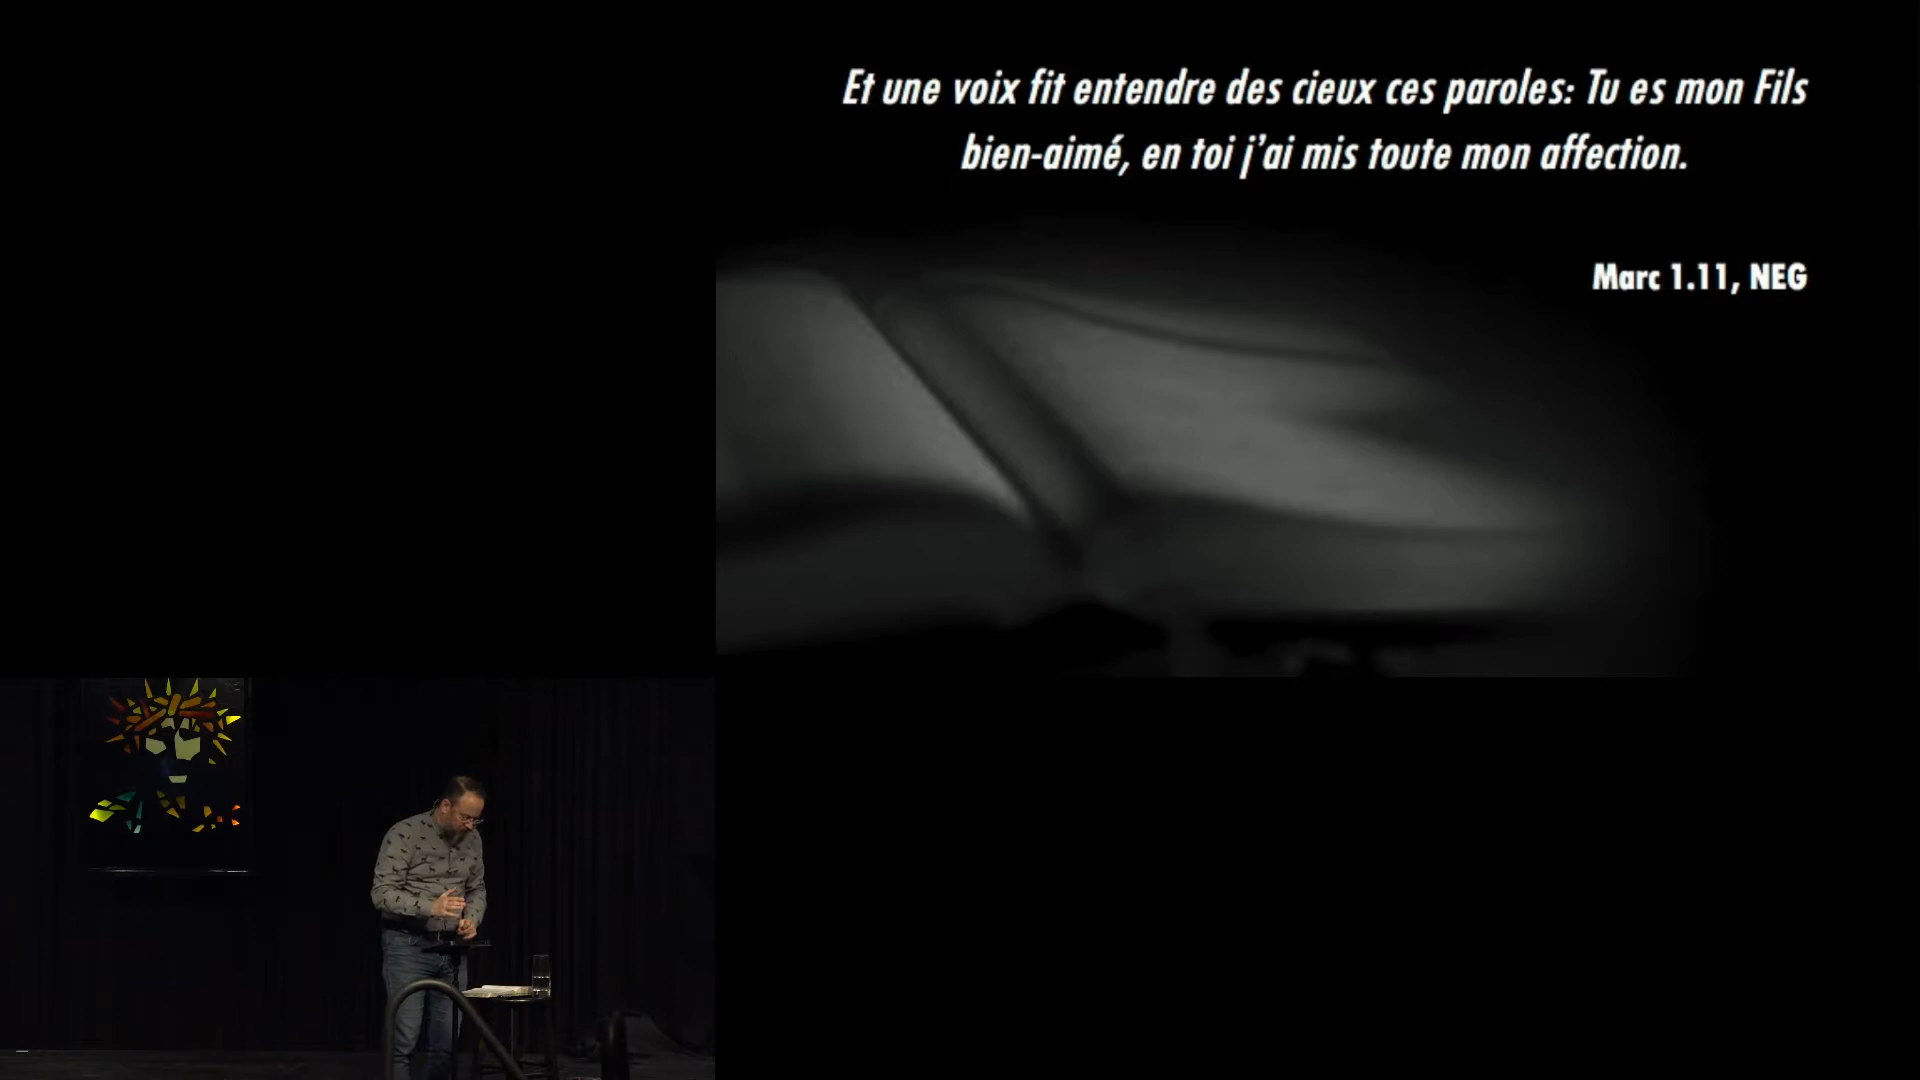 Et une voix fit entendre des cieux ces paroles: Tu es mon Fils
bien-aimé, en toi j'ai mis toute mon affection.
Marc 1.11, NEG